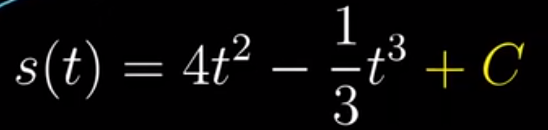 s(t) = 4t² − 1/3 t³ + C